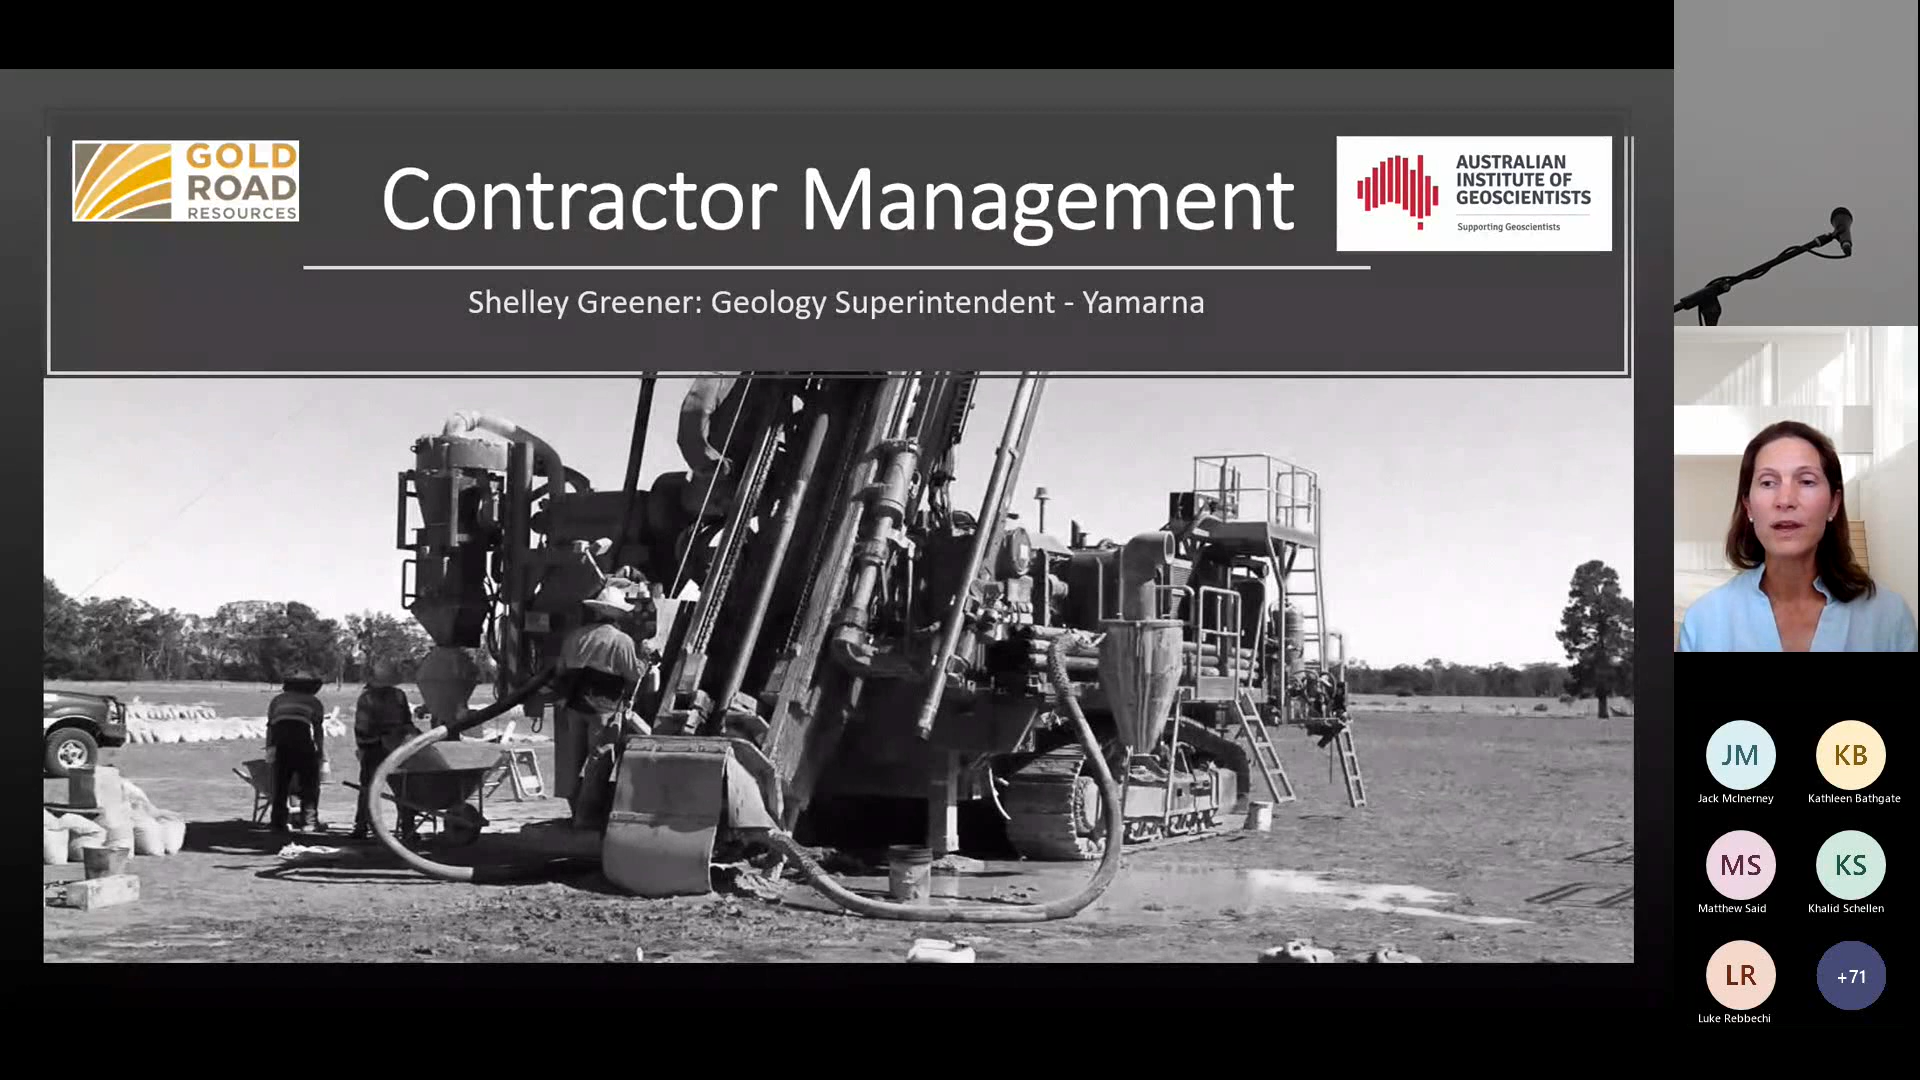 GOLD
ROAD
RESOURCES
Contractor Management
AUSTRALIAN
INSTITUTE OF
GEOSCIENTISTS
Supporting Geoscientists
Shelley Greener: Geology Superintendent - Yamarna
JM
Jack McInerney
KB
Kathleen Bathgate
MS
Matthew Said
KS
Khalid Schellen
LR
Luke Rebbechi
+71